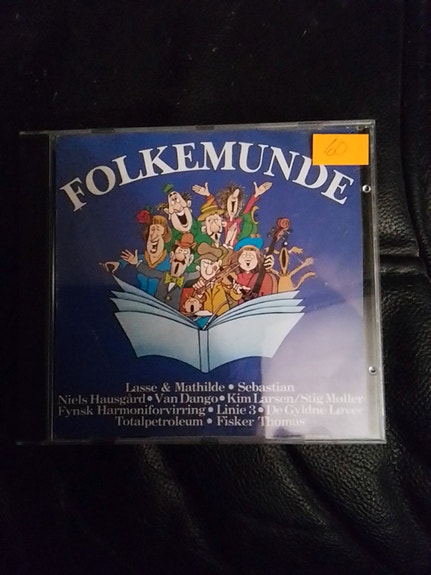 FOLKEMUNDE
60
Lasse & Mathilde • Sebastian
Niels Hausgård • Van Dango • Kim Larsen/Stig Møller
Fynsk Harmoniforvirring • Linie 3 • De Gyldne Løver
Totalpetroleum • Fisker Thomas